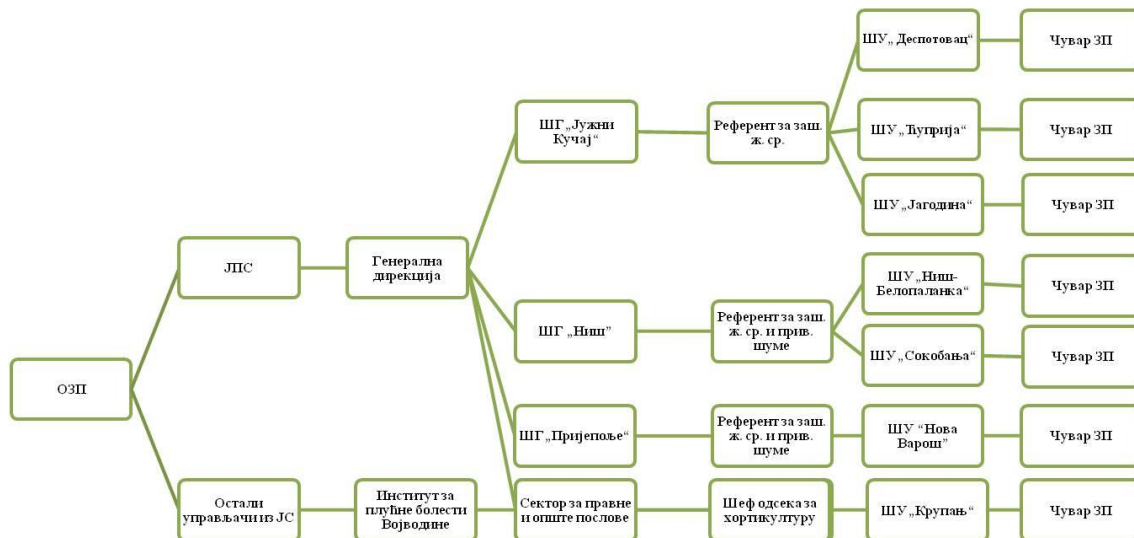 ОЗП
ЈПС
Остали
управљачи из ЈС
Генерална
дирекција
Институт за
плућне болести
Војводине
ШГ „Јужни
Кучај“
ШГ „Ниш”
ШГ „Пријепоље“
Сектор за правне
и опште послове
Референт за заш.
ж. ср.
Референт за заш.
ж. ср. и прив.
шуме
Референт за заш.
ж. ср. и прив.
шуме
Шеф одсека за
хортикултуру
ШУ „Деспотовац“
ШУ „Ћуприја“
ШУ „Јагодина“
ШУ „Ниш-
Белопаланка“
ШУ „Сокобања“
ШУ “Нова
Варош”
ШУ „Крупањ“
Чувар ЗП
Чувар ЗП
Чувар ЗП
Чувар ЗП
Чувар ЗП
Чувар ЗП
Чувар ЗП